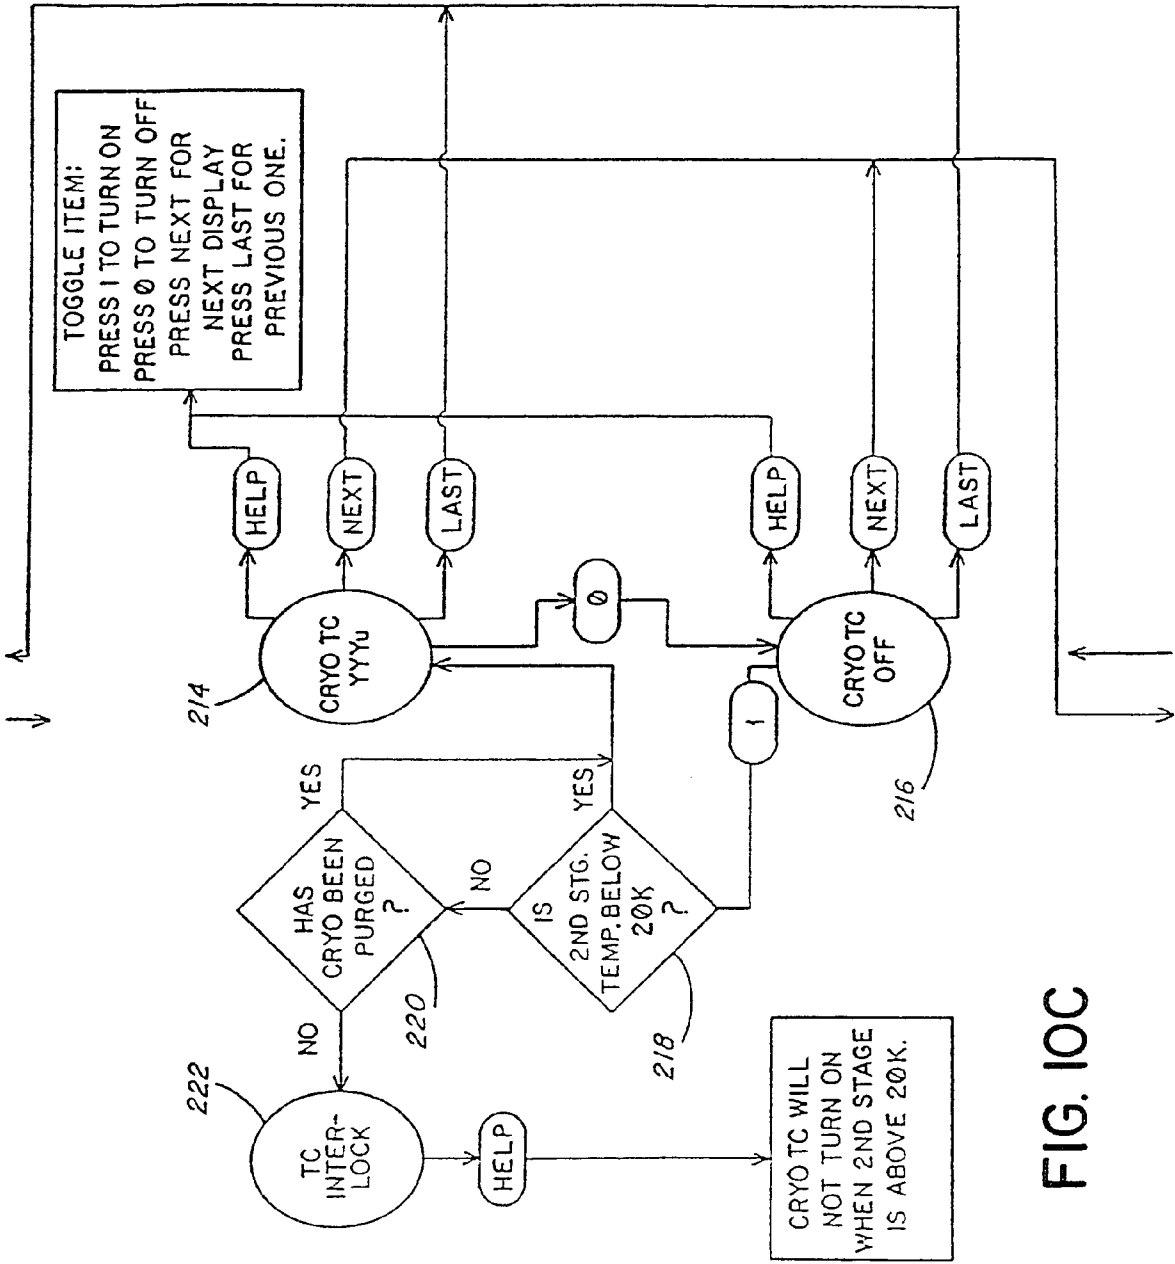 TOGGLE ITEM:
PRESS 1 TO TURN ON
PRESS 0 TO TURN OFF
PRESS NEXT FOR
NEXT DISPLAY
PRESS LAST FOR
PREVIOUS ONE.
214
CRYO TC
YYYu
HELP
NEXT
LAST
0
1
216
CRYO TC
OFF
HELP
NEXT
LAST
222
TC
INTER-
LOCK
NO
HAS
CRYO BEEN
PURGED
?
YES
220
NO
IS
2ND STG.
TEMP. BELOW
20K
?
YES
218
HELP
CRYO TC WILL
NOT TURN ON
WHEN 2ND STAGE
IS ABOVE 20K.
FIG. 10C